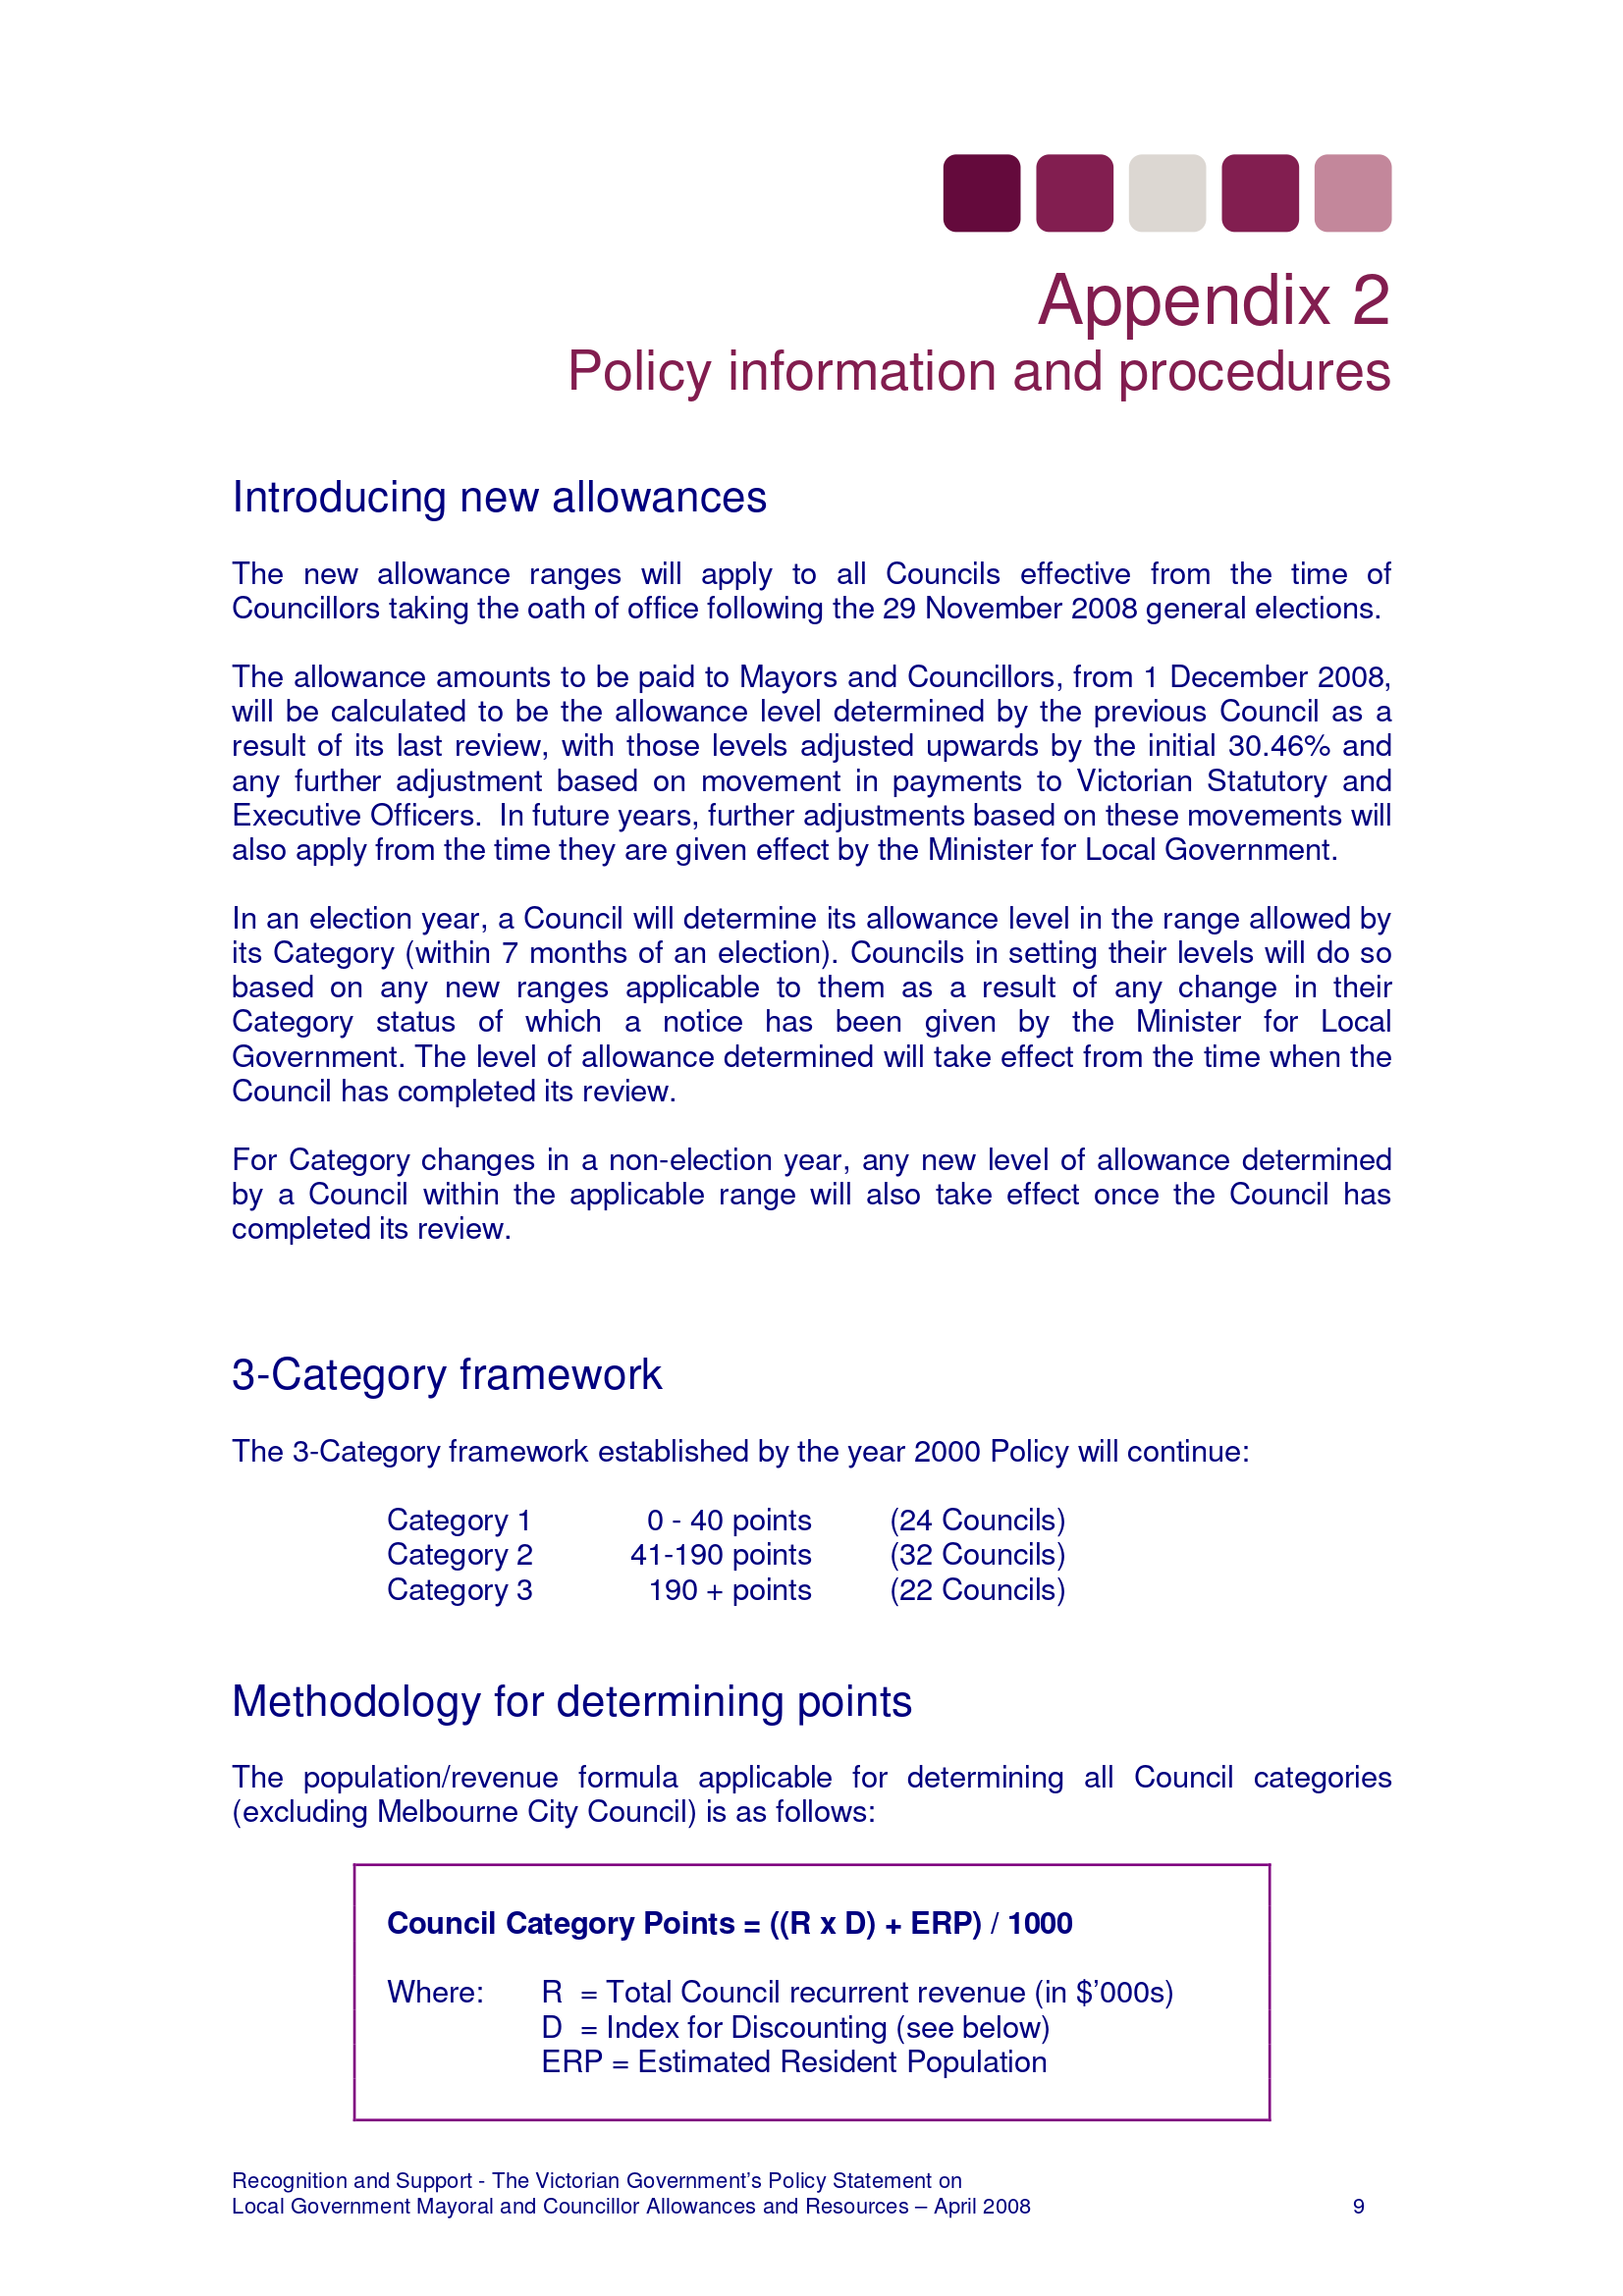 Appendix 2
Policy information and procedures
Introducing new allowances
The new allowance ranges will apply to all Councils effective from the time of
Councillors taking the oath of office following the 29 November 2008 general elections.
The allowance amounts to be paid to Mayors and Councillors, from 1 December 2008,
will be calculated to be the allowance level determined by the previous Council as a
result of its last review, with those levels adjusted upwards by the initial 30.46% and
any further adjustment based on movement in payments to Victorian Statutory and
Executive Officers.  In future years, further adjustments based on these movements will
also apply from the time they are given effect by the Minister for Local Government.
In an election year, a Council will determine its allowance level in the range allowed by
its Category (within 7 months of an election). Councils in setting their levels will do so
based on any new ranges applicable to them as a result of any change in their
Category status of which a notice has been given by the Minister for Local
Government. The level of allowance determined will take effect from the time when the
Council has completed its review.
For Category changes in a non-election year, any new level of allowance determined
by a Council within the applicable range will also take effect once the Council has
completed its review.
3-Category framework
The 3-Category framework established by the year 2000 Policy will continue:
Category 1 0 - 40 points (24 Councils)
Category 2 41-190 points (32 Councils)
Category 3 190 + points (22 Councils)
Methodology for determining points
The population/revenue formula applicable for determining all Council categories
(excluding Melbourne City Council) is as follows:
Council Category Points = ((R x D) + ERP) / 1000
Where: R = Total Council recurrent revenue (in $’000s)
D = Index for Discounting (see below)
ERP = Estimated Resident Population
Recognition and Support - The Victorian Government’s Policy Statement on
Local Government Mayoral and Councillor Allowances and Resources – April 2008 9